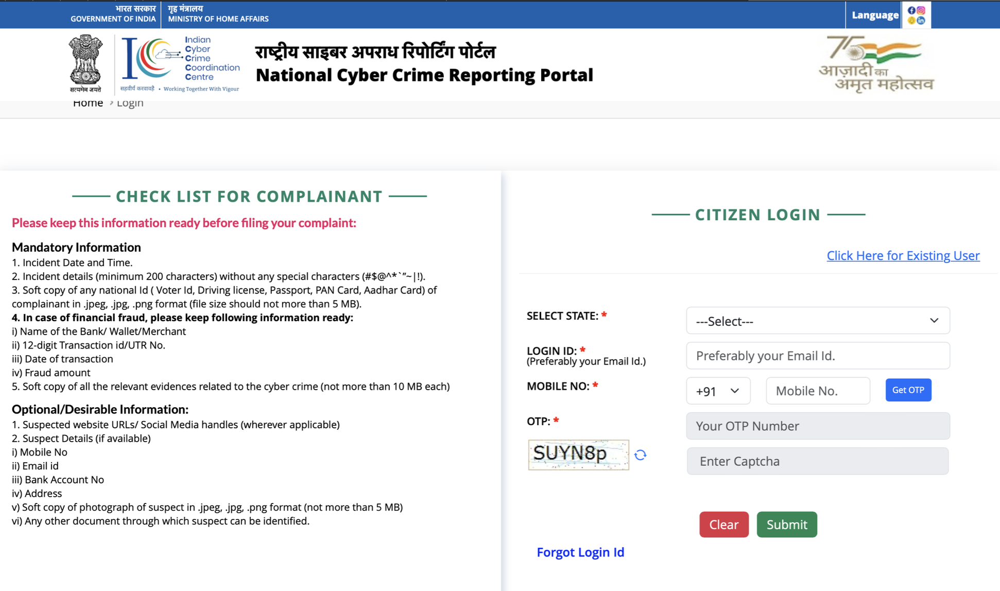 भारत सरकार
GOVERNMENT OF INDIA
गृह मंत्रालय
MINISTRY OF HOME AFFAIRS
Language
सत्यमेव जयते
Indian
Cyber
Crime
Coordination
Centre
सहवीर्यं करवावहै • Working Together With Vigour
राष्ट्रीय साइबर अपराध रिपोर्टिंग पोर्टल
National Cyber Crime Reporting Portal
75
आज़ादी का
अमृत महोत्सव
Home > Login
CHECK LIST FOR COMPLAINANT
Please keep this information ready before filing your complaint:
Mandatory Information
1. Incident Date and Time.
2. Incident details (minimum 200 characters) without any special characters (#$@^*`”~|!).
3. Soft copy of any national Id ( Voter Id, Driving license, Passport, PAN Card, Aadhar Card) of
complainant in .jpeg, .jpg, .png format (file size should not more than 5 MB).
4. In case of financial fraud, please keep following information ready:
i) Name of the Bank/ Wallet/Merchant
ii) 12-digit Transaction id/UTR No.
iii) Date of transaction
iv) Fraud amount
5. Soft copy of all the relevant evidences related to the cyber crime (not more than 10 MB each)
Optional/Desirable Information:
1. Suspected website URLs/ Social Media handles (wherever applicable)
2. Suspect Details (if available)
i) Mobile No
ii) Email id
iii) Bank Account No
iv) Address
v) Soft copy of photograph of suspect in .jpeg, .jpg, .png format (not more than 5 MB)
vi) Any other document through which suspect can be identified.
CITIZEN LOGIN
Click Here for Existing User
SELECT STATE: *
---Select---
LOGIN ID: *
(Preferably your Email Id.)
Preferably your Email Id.
MOBILE NO: *
+91
Mobile No.
Get OTP
OTP: *
Your OTP Number
SUYN8p
Enter Captcha
Clear
Submit
Forgot Login Id